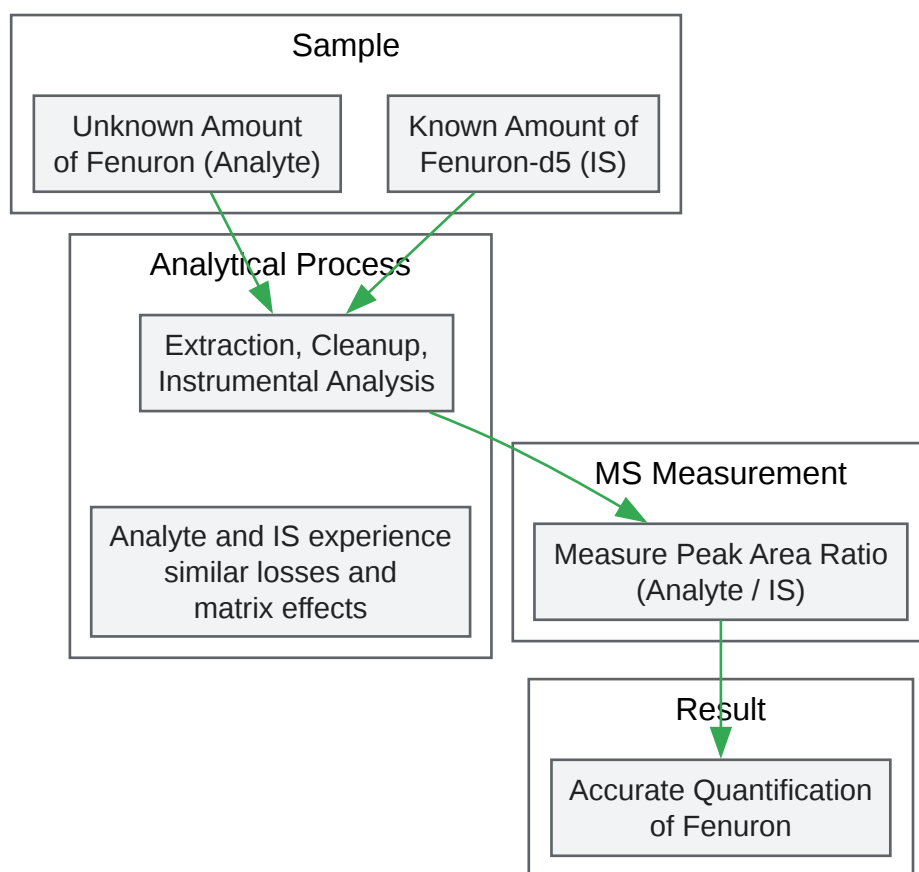 Sample
Unknown Amount
of Fenuron (Analyte)
Known Amount of
Fenuron-d5 (IS)
Analytical Process
Extraction, Cleanup,
Instrumental Analysis
Analyte and IS experience
similar losses and
matrix effects
MS Measurement
Measure Peak Area Ratio
(Analyte / IS)
Result
Accurate Quantification
of Fenuron